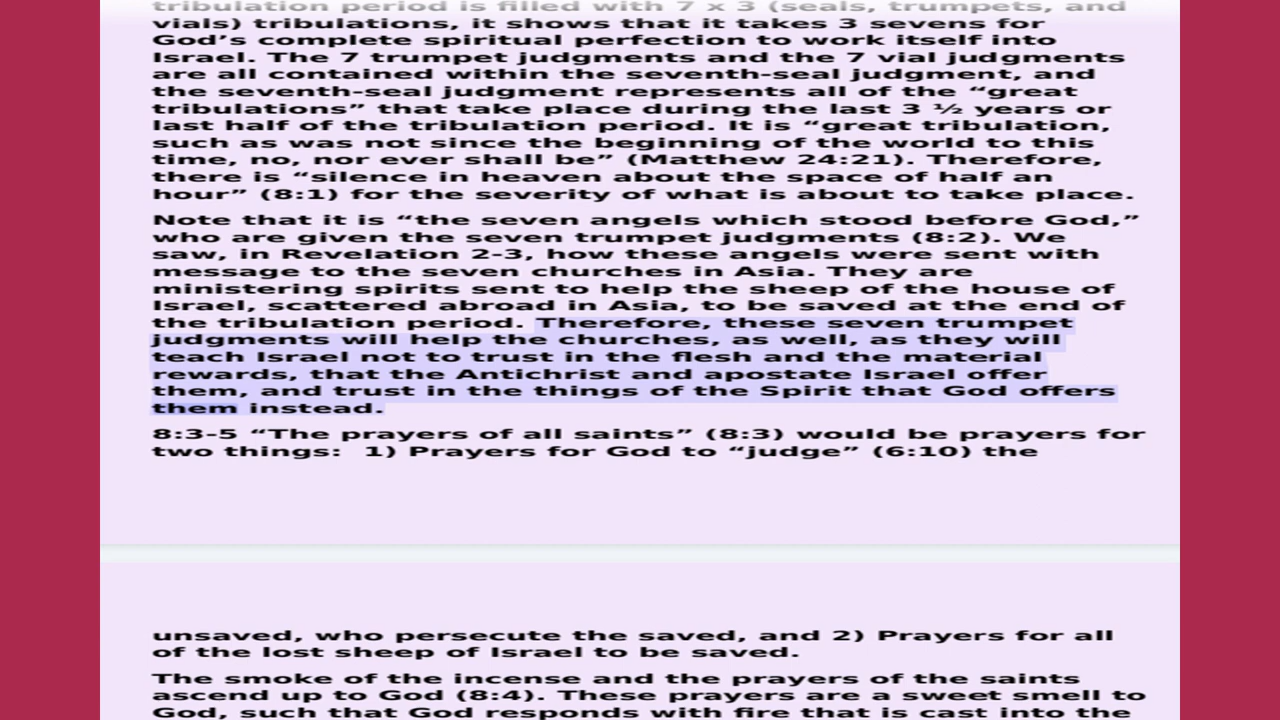 tribulation period is filled with 7 x 3 (seals, trumpets, and
vials) tribulations, it shows that it takes 3 sevens for
God’s complete spiritual perfection to work itself into
Israel. The 7 trumpet judgments and the 7 vial judgments
are all contained within the seventh-seal judgment, and
the seventh-seal judgment represents all of the “great
tribulations” that take place during the last 3 ½ years or
last half of the tribulation period. It is “great tribulation,
such as was not since the beginning of the world to this
time, no, nor ever shall be” (Matthew 24:21). Therefore,
there is “silence in heaven about the space of half an
hour” (8:1) for the severity of what is about to take place.
Note that it is “the seven angels which stood before God,”
who are given the seven trumpet judgments (8:2). We
saw, in Revelation 2-3, how these angels were sent with
message to the seven churches in Asia. They are
ministering spirits sent to help the sheep of the house of
Israel, scattered abroad in Asia, to be saved at the end of
the tribulation period. Therefore, these seven trumpet
judgments will help the churches, as well, as they will
teach Israel not to trust in the flesh and the material
rewards, that the Antichrist and apostate Israel offer
them, and trust in the things of the Spirit that God offers
them instead.
8:3-5 “The prayers of all saints” (8:3) would be prayers for
two things:  1) Prayers for God to “judge” (6:10) the
unsaved, who persecute the saved, and 2) Prayers for all
of the lost sheep of Israel to be saved.
The smoke of the incense and the prayers of the saints
ascend up to God (8:4). These prayers are a sweet smell to
God, such that God responds with fire that is cast into the